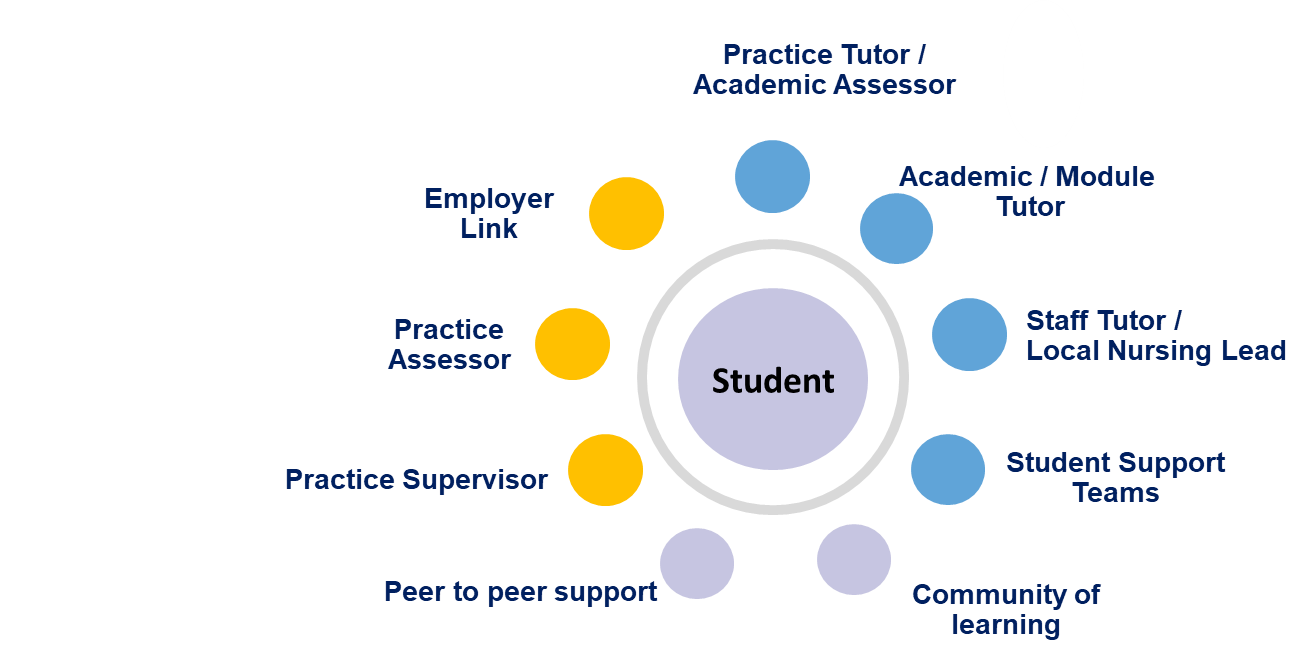 Practice Tutor /
Academic Assessor
Academic / Module
Tutor
Employer
Link
Staff Tutor /
Local Nursing Lead
Practice
Assessor
Student
Student Support
Teams
Practice Supervisor
Peer to peer support
Community of
learning